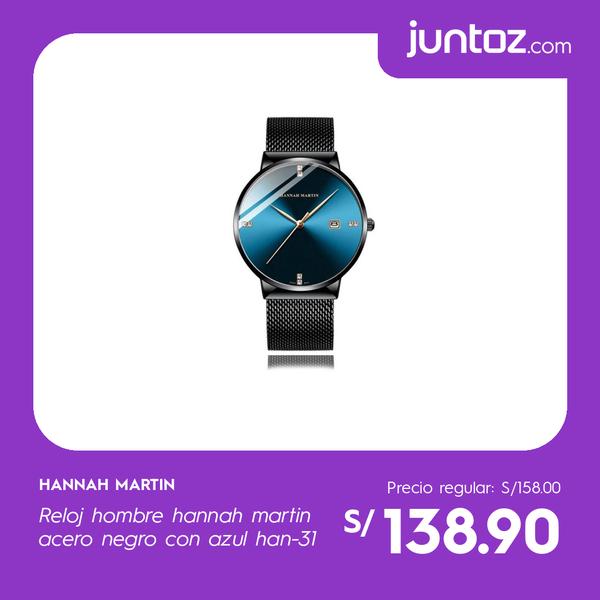 juntoz.com
HANNAH MARTIN
HANNAH MARTIN
Reloj hombre hannah martin
acero negro con azul han-31
Precio regular: S/158.00
S/138.90